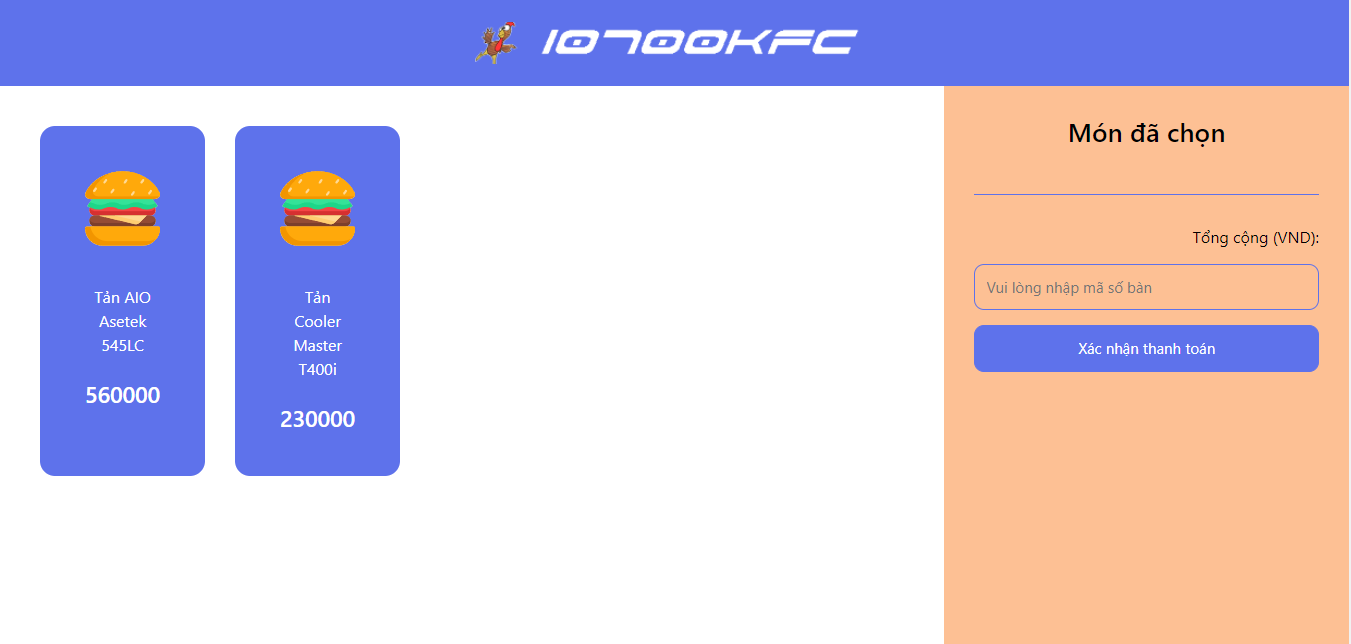 10700KFC
Tản AIO
Asetek
545LC
560000
Tản
Cooler
Master
T400i
230000
Món đã chọn
Tổng cộng (VND):
Vui lòng nhập mã số bàn
Xác nhận thanh toán